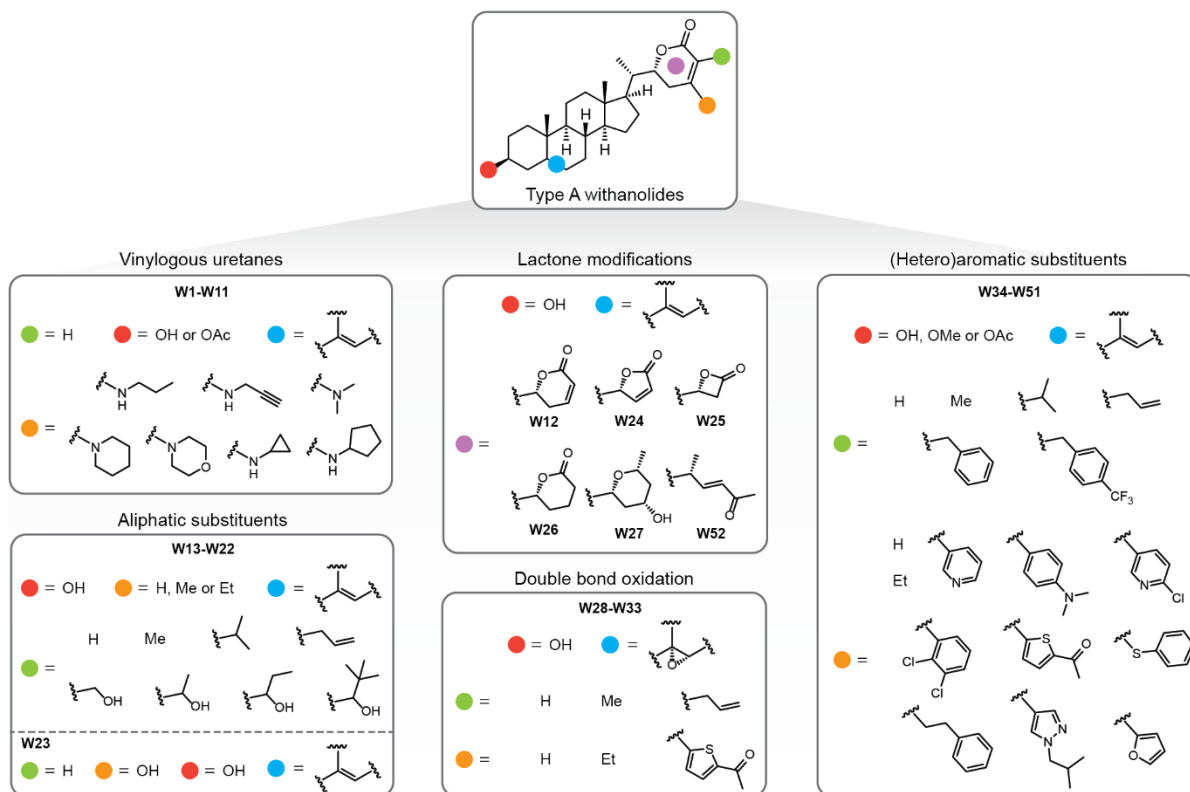 O
O
H
H
H
H
Type A withanolides
Vinylogous uretanes
W1-W11
= H = OH or OAc =
N
H
N
H
N
=
N
N
O
N
H
N
H
Aliphatic substituents
W13-W22
= OH = H, Me or Et =
H Me
=
OH
OH
OH
OH
W23
= H = OH = OH =
Lactone modifications
= OH =
O
O
O
O
O
O
W12 W24 W25
=
O
O
O
OH
O
W26 W27 W52
Double bond oxidation
W28-W33
= OH =
O
= H Me
= H Et
S
O
(Hetero)aromatic substituents
W34-W51
= OH, OMe or OAc =
H Me
=
CF3
H
Et
N
N
N
Cl
=
Cl
Cl
S
O
S
N
N
O